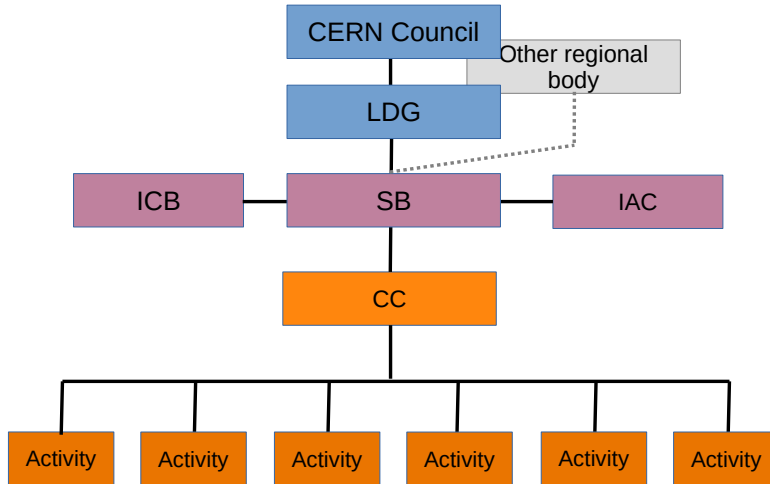 CERN Council
Other regional
body
LDG
ICB
SB
IAC
CC
Activity
Activity
Activity
Activity
Activity
Activity